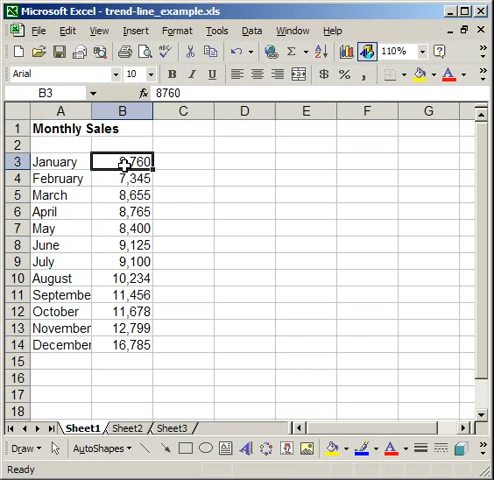 Microsoft Excel - trend-line_example.xls
File Edit View Insert Format Tools Data Window Help
Σ 110%
Arial 10 B I U $ %
B3 fx 8760
A B C D E F G
1 Monthly Sales
2
3 January 8,760
4 February 7,345
5 March 8,655
6 April 8,765
7 May 8,400
8 June 9,125
9 July 9,100
10 August 10,234
11 Septembe 11,456
12 October 11,678
13 November 12,799
14 December 16,785
15
16
17
18
Sheet1 Sheet2 Sheet3
Draw AutoShapes A A
Ready